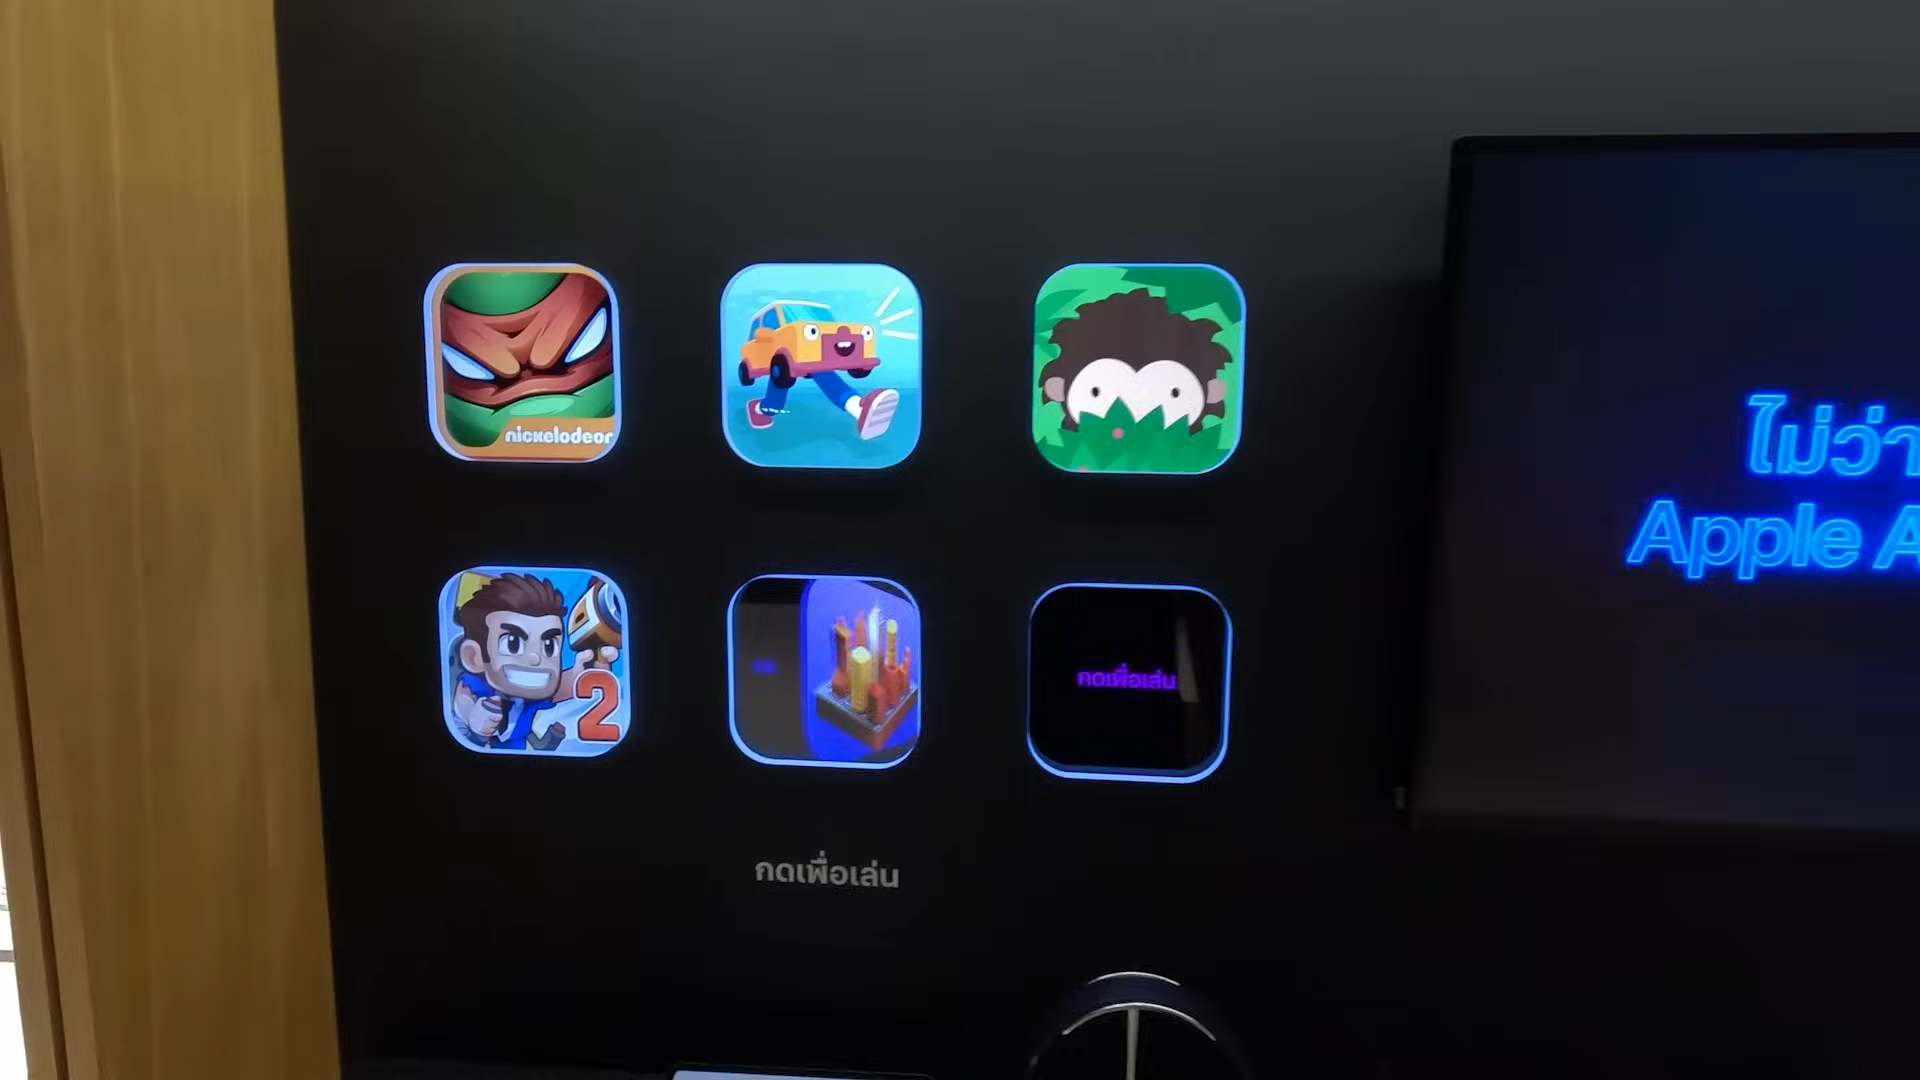 nickelodeon
ไม่ว่า
Apple A
2
กดเพื่อเล่น
กดเพื่อเล่น